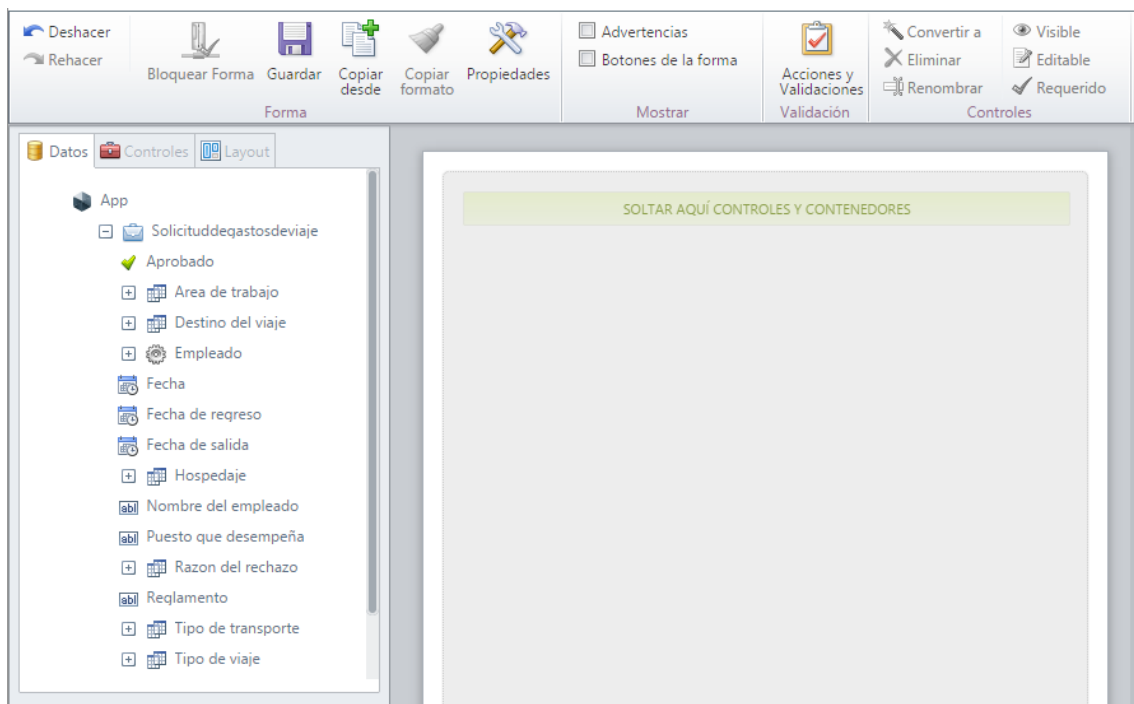 Deshacer
Rehacer
Bloquear Forma
Guardar
Copiar
desde
Copiar
formato
Propiedades
Forma
Advertencias
Botones de la forma
Mostrar
Acciones y
Validaciones
Validación
Convertir a
Eliminar
Renombrar
Visible
Editable
Requerido
Controles
Datos
Controles
Layout
App
Solicituddegastosdeviaje
Aprobado
Area de trabajo
Destino del viaje
Empleado
Fecha
Fecha de regreso
Fecha de salida
Hospedaje
abl Nombre del empleado
abl Puesto que desempeña
Razon del rechazo
abl Reglamento
Tipo de transporte
Tipo de viaje
SOLTAR AQUÍ CONTROLES Y CONTENEDORES